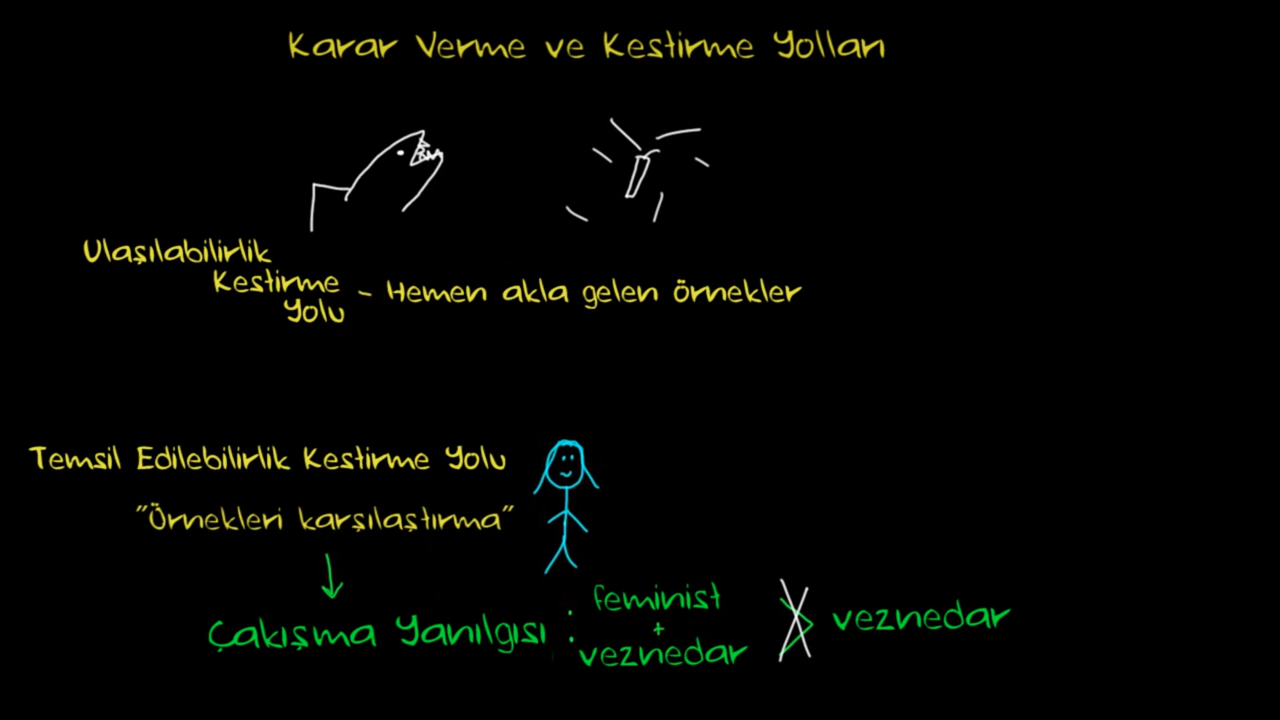 Karar Verme ve Kestirme Yolları
Ulaşılabilirlik
Kestirme
Yolu
- Hemen akla gelen örnekler
Temsil Edilebilirlik Kestirme Yolu
"Örnekleri karşılaştırma"
Çakışma Yanılgısı :
feminist
+
veznedar
> veznedar